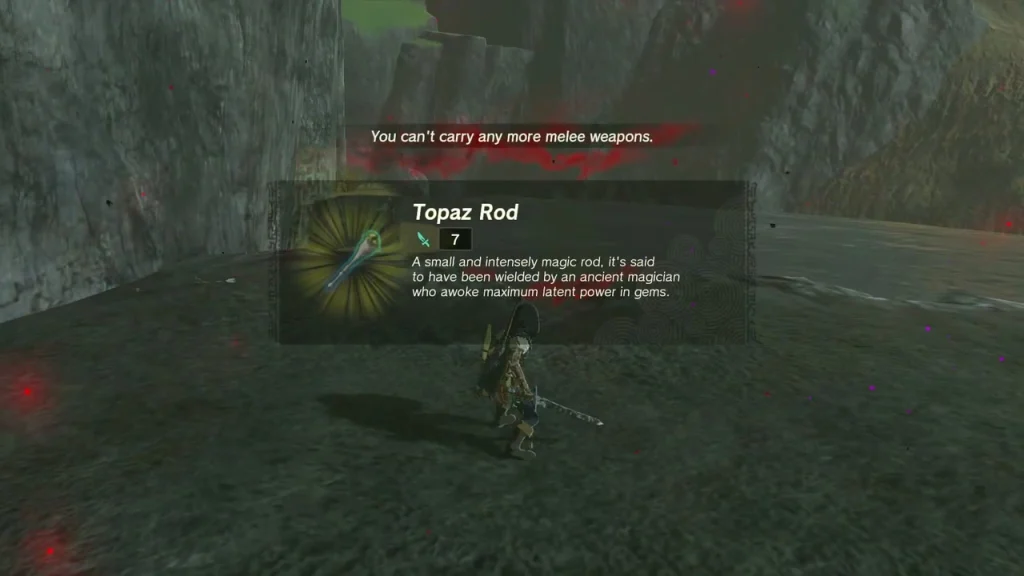 You can't carry any more melee weapons.
Topaz Rod
7
A small and intensely magic rod, it's said
to have been wielded by an ancient magician
who awoke maximum latent power in gems.